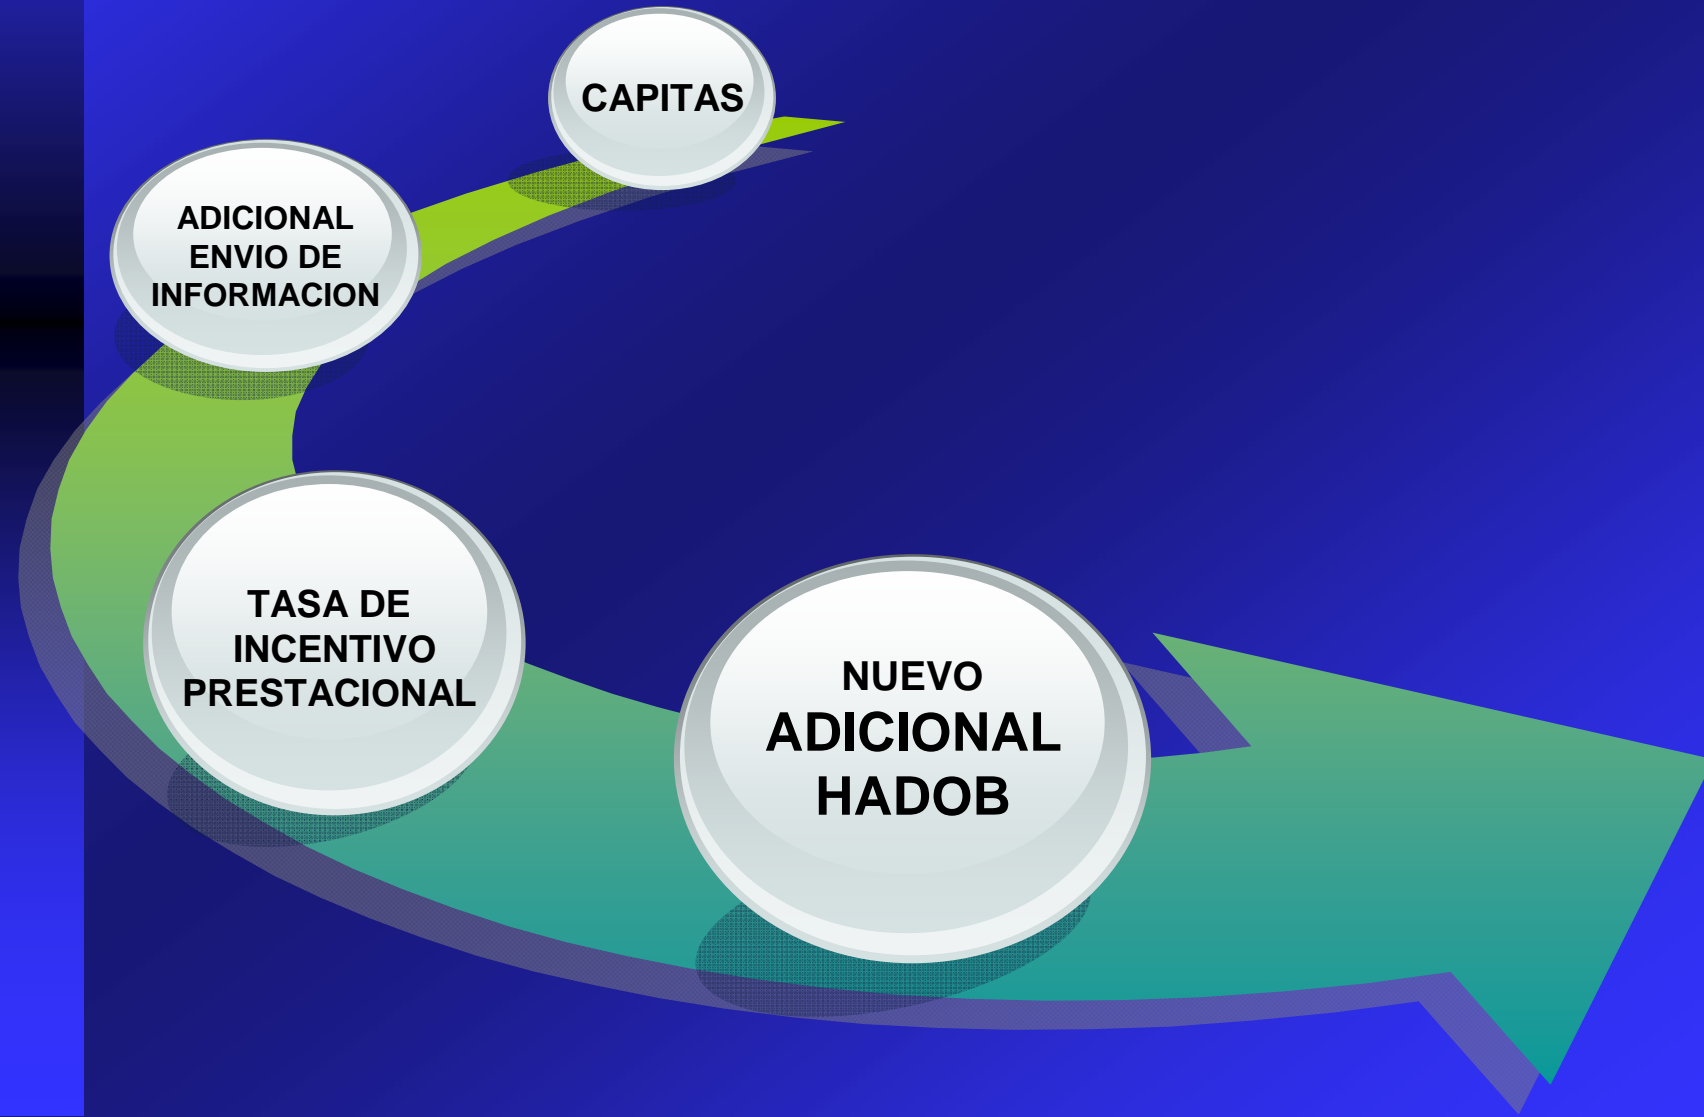 CAPITAS
ADICIONAL
ENVIO DE
INFORMACION
TASA DE
INCENTIVO
PRESTACIONAL
NUEVO
ADICIONAL
HADOB